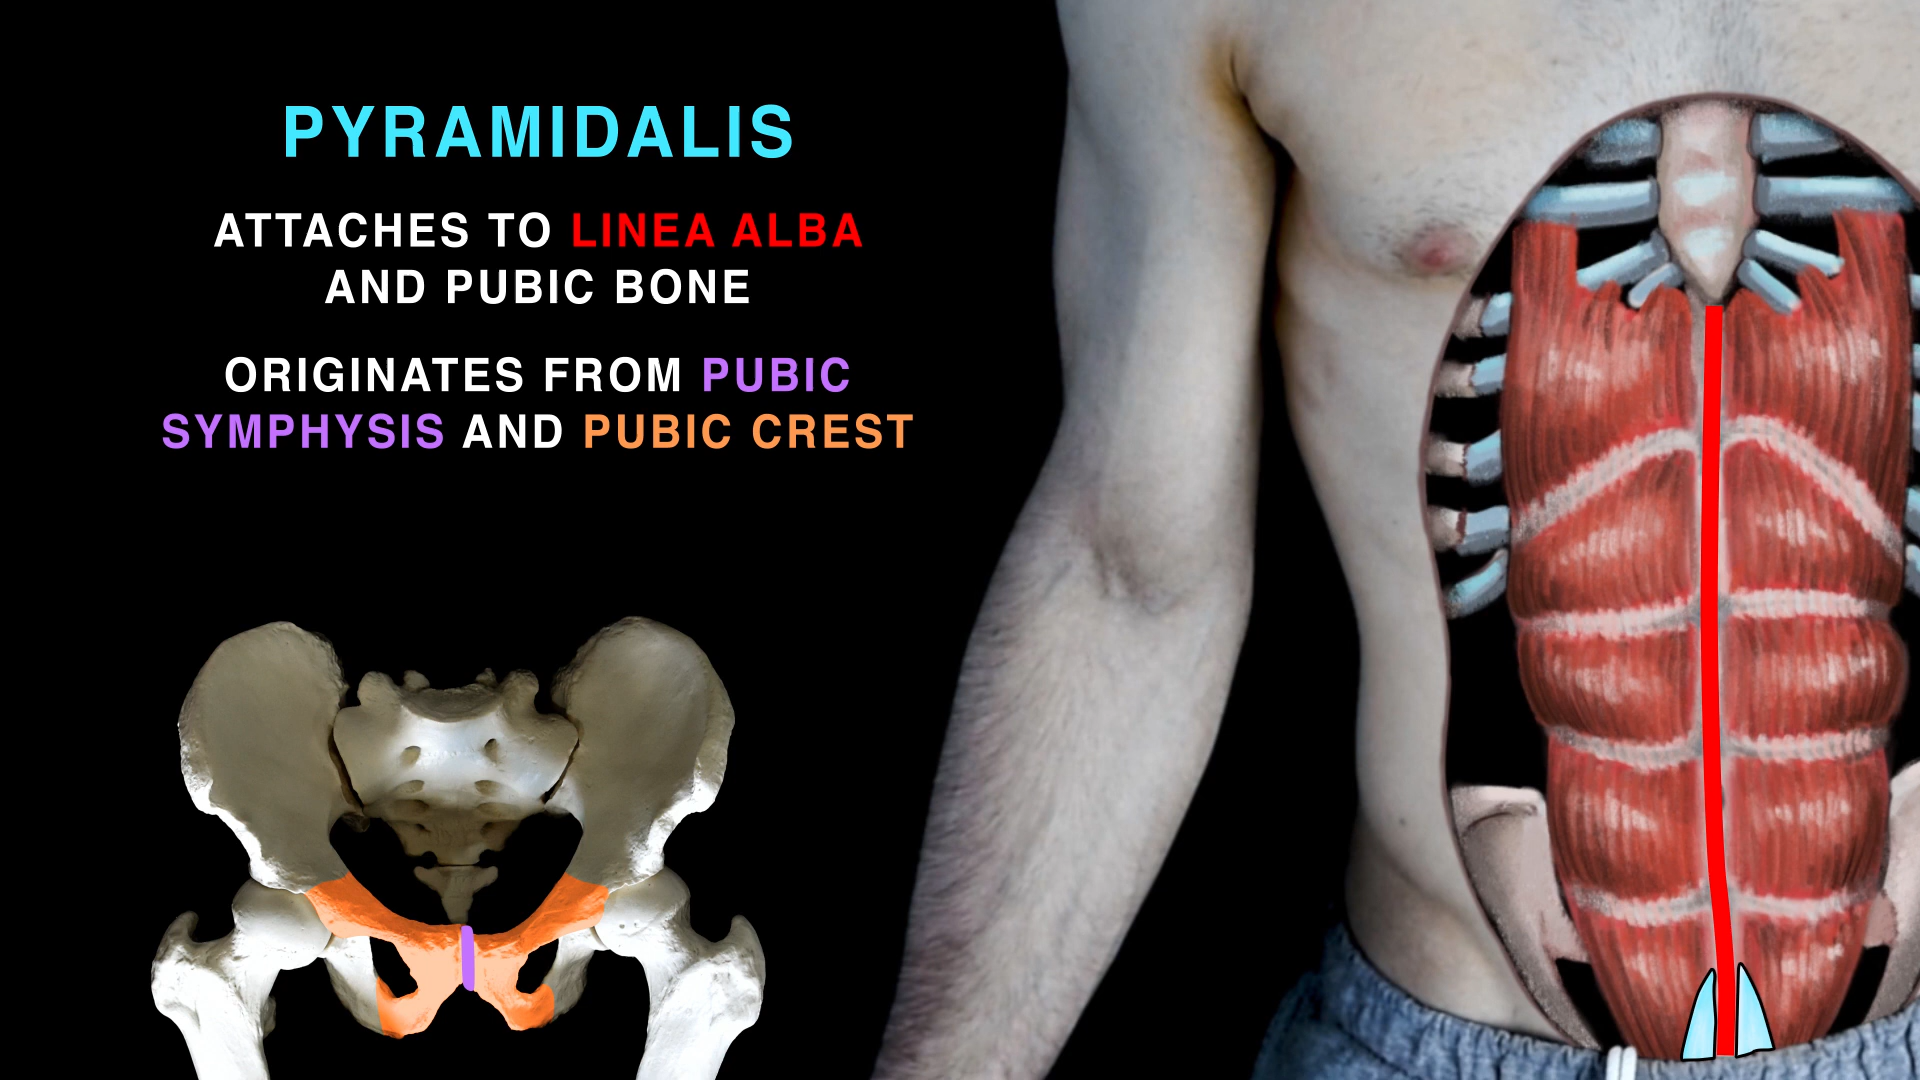 PYRAMIDALIS
ATTACHES TO LINEA ALBA
AND PUBIC BONE
ORIGINATES FROM PUBIC
SYMPHYSIS AND PUBIC CREST